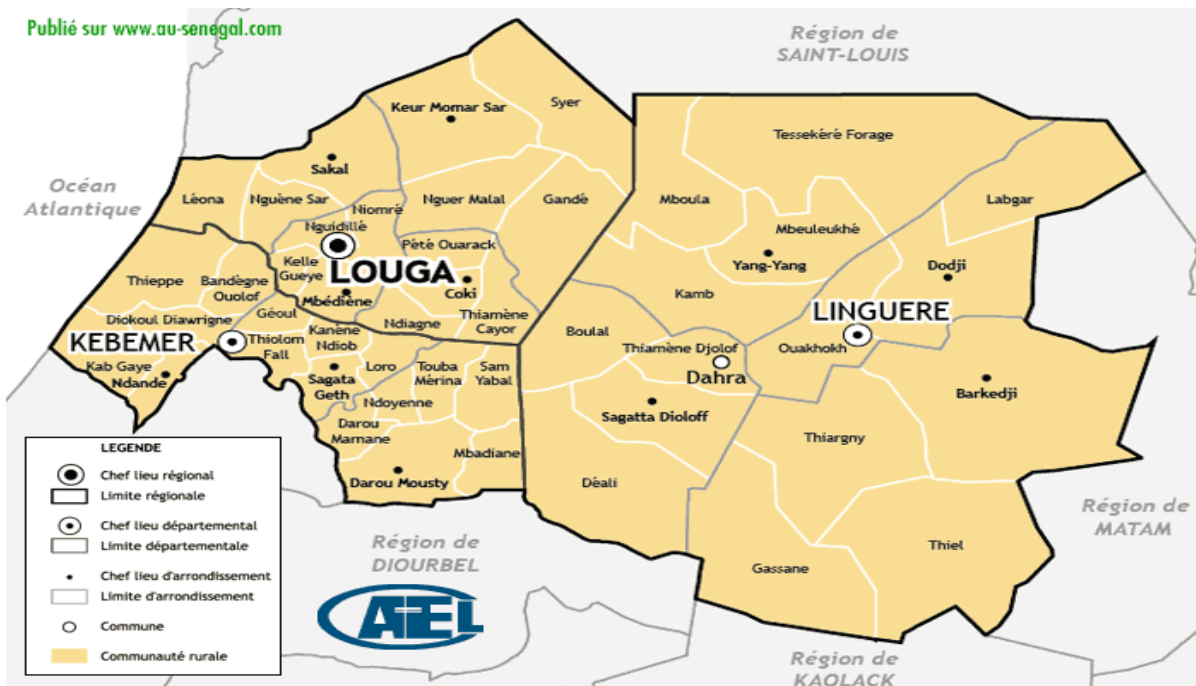 Publié sur www.au-senegal.com
Région de
SAINT-LOUIS
Océan
Atlantique
Syer
Keur Momar Sar
Tessekéré Forage
Sakal
Léona
Nguène Sar
Niomré
Nguer Malal
Gandé
Mboula
Labgar
Nguidillé
Mbeuleukhé
Pété Ouarack
Kelle
Gueye
LOUGA
Yang-Yang
Dodji
Thieppe
Bandègne
Ouolof
Mbédiène
Coki
Kamb
Diokoul Diawrigne
Géoul
Ndiagne
Thiamène
Cayor
LINGUERE
KEBEMER
Thiolom
Fall
Kanène
Ndiob
Boulal
Thiamène Djolof
Ouakhokh
Kab Gaye
Ndande
Sagata
Geth
Loro
Touba
Mérina
Sam
Yabal
Dahra
Barkedji
Ndoyenne
Sagatta Dioloff
Darou
Marnane
Thiargny
Mbadiane
Darou Mousty
Déali
Région de
MATAM
Région de
DIOURBEL
Thiel
Gassane
AEL
Région de
KAOLACK
LEGENDE
Chef lieu régional
Limite régionale
Chef lieu départemental
Limite départementale
Chef lieu d'arrondissement
Limite d'arrondissement
Commune
Communauté rurale